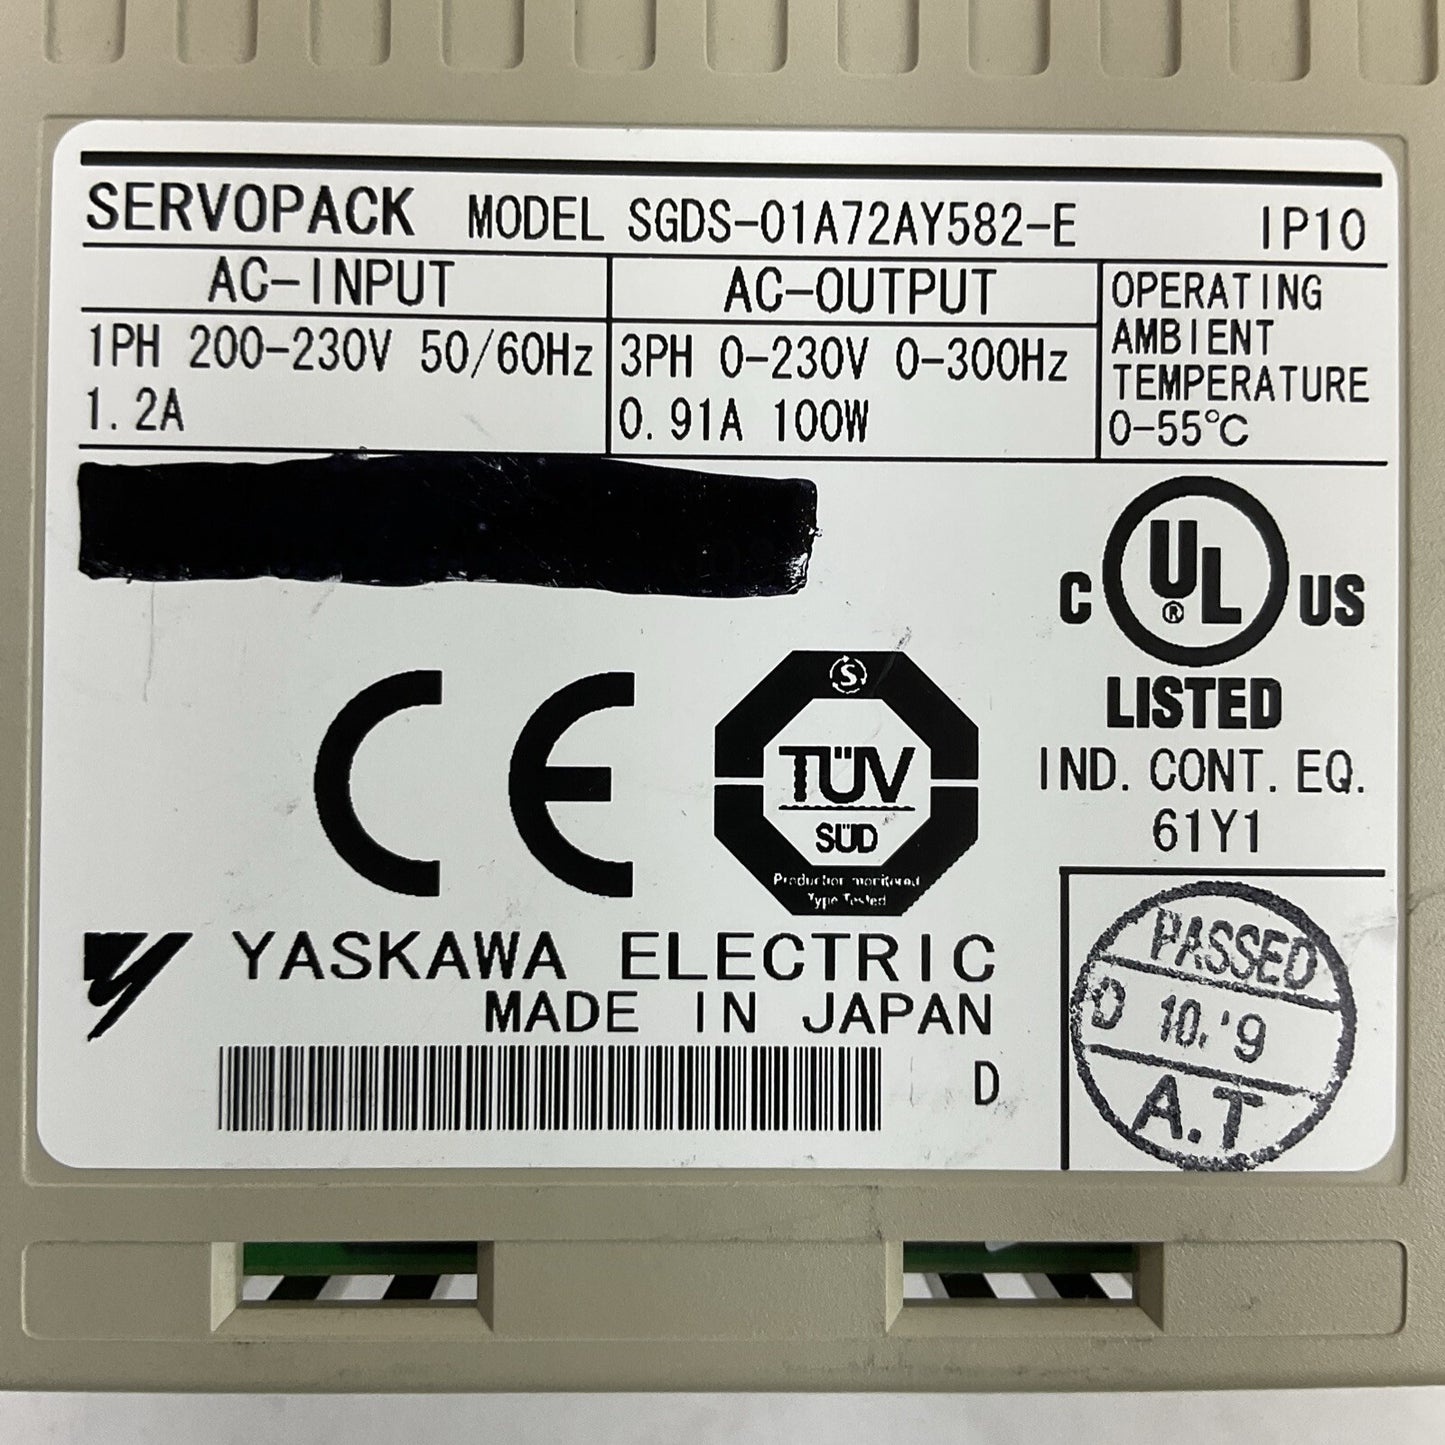 SERVOPACK MODEL SGDS-01A72AY582-E IP10
AC-INPUT
1PH 200-230V 50/60Hz
1.2A
AC-OUTPUT
3PH 0-230V 0-300Hz
0.91A 100W
OPERATING
AMBIENT
TEMPERATURE
0-55℃
C UL US
®
LISTED
IND. CONT. EQ.
61Y1
CE
S
TÜV
SÜD
Production monitored
Type Tested
YASKAWA ELECTRIC
MADE IN JAPAN
D
PASSED
D 10.'9
A.T